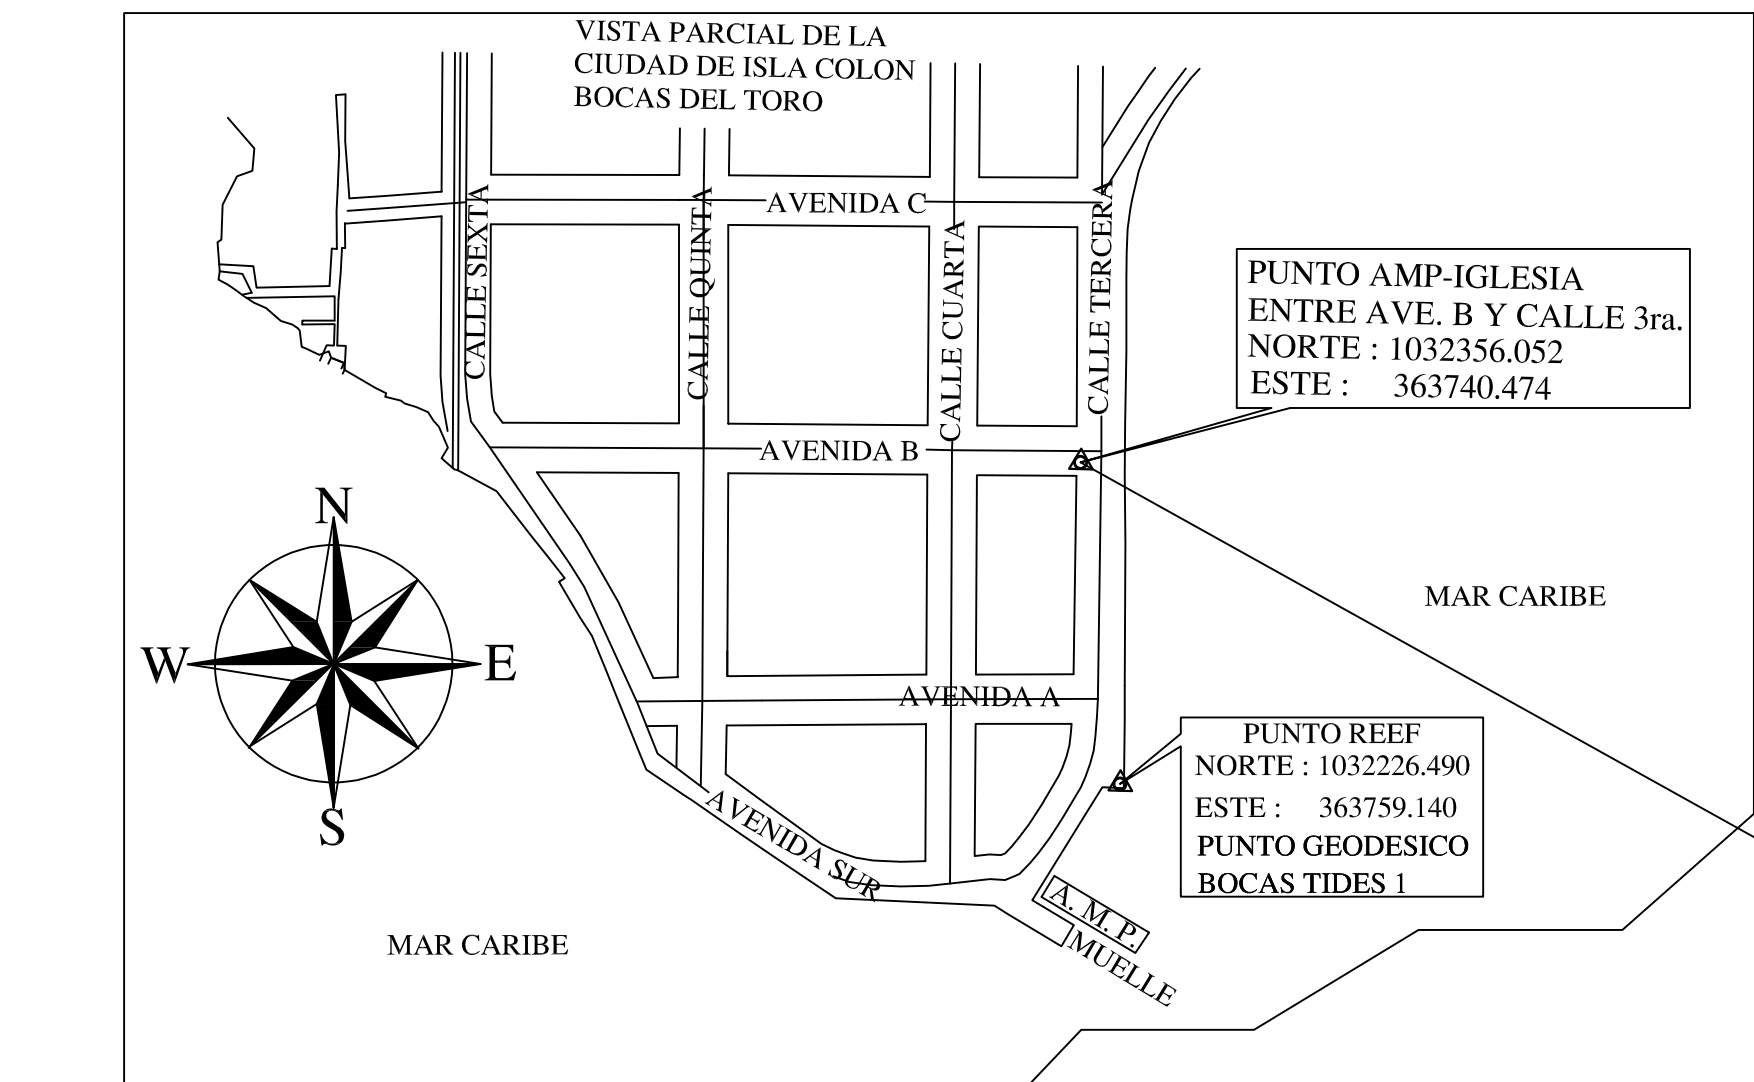 VISTA PARCIAL DE LA
CIUDAD DE ISLA COLON
BOCAS DEL TORO
AVENIDA C
CALLE SEXTA
CALLE QUINTA
CALLE CUARTA
CALLE TERCERA
PUNTO AMP-IGLESIA
ENTRE AVE. B Y CALLE 3ra.
NORTE : 1032356.052
ESTE : 363740.474
AVENIDA B
N
W
E
S
MAR CARIBE
AVENIDA A
PUNTO REEF
NORTE : 1032226.490
ESTE : 363759.140
PUNTO GEODESICO
BOCAS TIDES 1
AVENIDA SUR
A. M. P.
MUELLE
MAR CARIBE